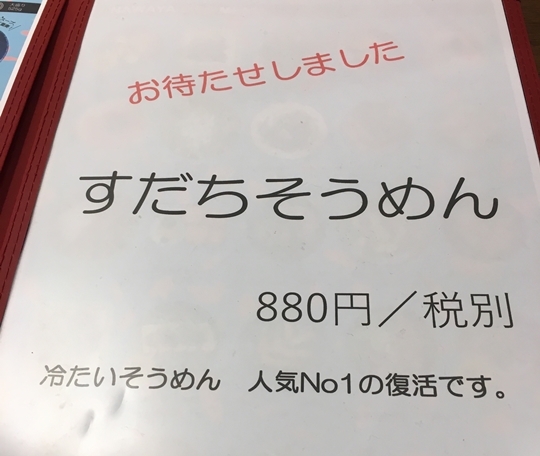 お待たせしました
すだちそうめん
880円／税別
冷たいそうめん　人気No1の復活です。